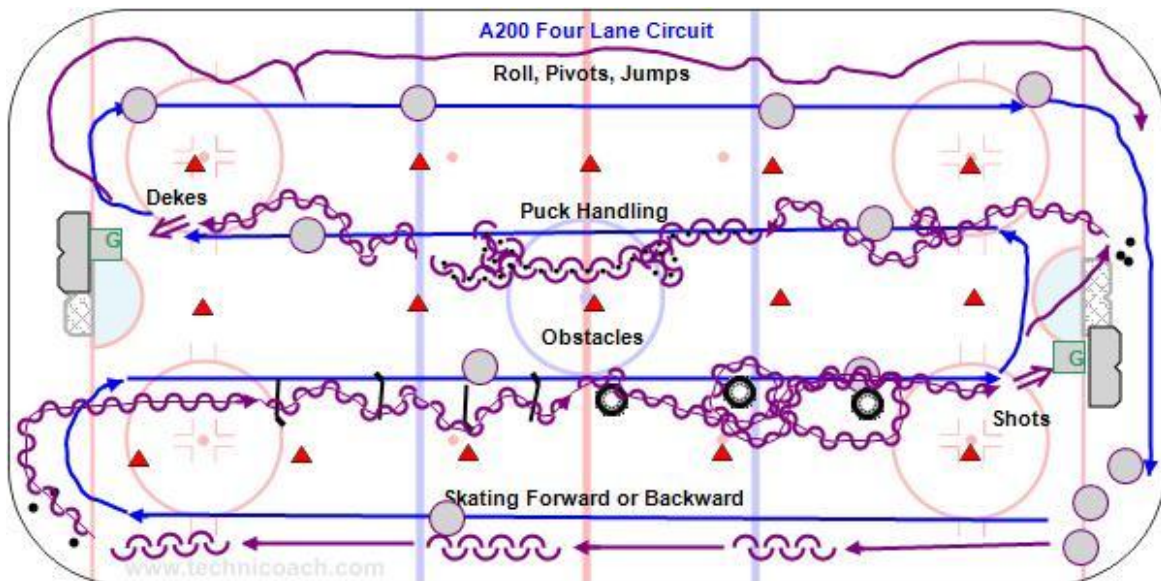 A200 Four Lane Circuit
Roll, Pivots, Jumps
Dekes
Puck Handling
G
Obstacles
G
Shots
Skating Forward or Backward
www.technicoach.com